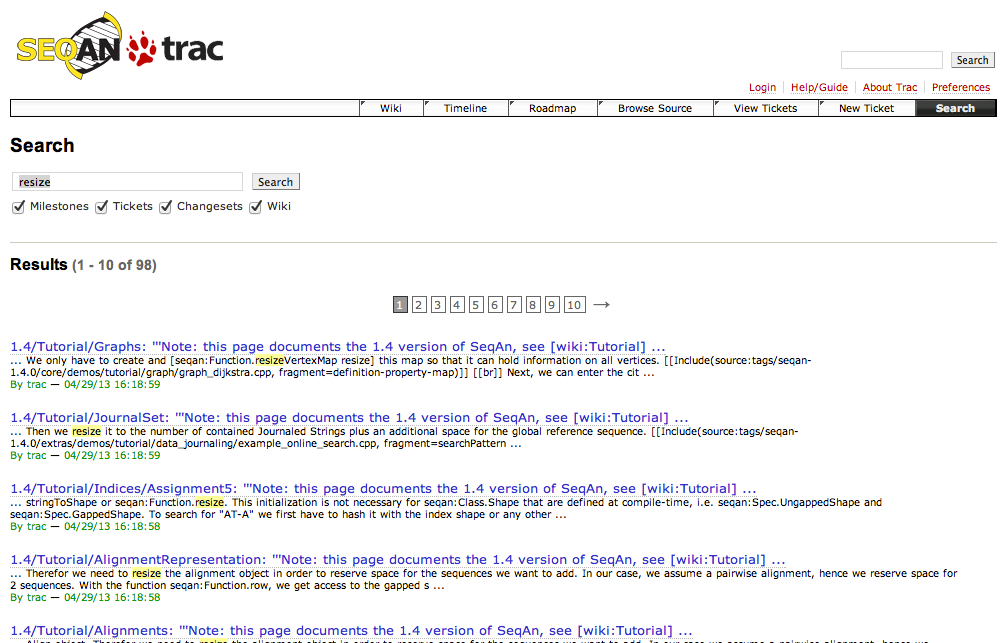 SEQAN trac
Search
Login Help/Guide About Trac Preferences
Wiki Timeline Roadmap Browse Source View Tickets New Ticket Search
Search
resize Search
Milestones Tickets Changesets Wiki
Results (1 - 10 of 98)
1 2 3 4 5 6 7 8 9 10 →
1.4/Tutorial/Graphs: '''Note: this page documents the 1.4 version of SeqAn, see [wiki:Tutorial] ...
... We only have to create and [seqan:Function.resizeVertexMap resize] this map so that it can hold information on all vertices. [[Include(source:tags/seqan-
1.4.0/core/demos/tutorial/graph/graph_dijkstra.cpp, fragment=definition-property-map)]] [[br]] Next, we can enter the cit ...
By trac — 04/29/13 16:18:59
1.4/Tutorial/JournalSet: '''Note: this page documents the 1.4 version of SeqAn, see [wiki:Tutorial] ...
... Then we resize it to the number of contained Journaled Strings plus an additional space for the global reference sequence. [[Include(source:tags/seqan-
1.4.0/extras/demos/tutorial/data_journaling/example_online_search.cpp, fragment=searchPattern ...
By trac — 04/29/13 16:18:59
1.4/Tutorial/Indices/Assignment5: '''Note: this page documents the 1.4 version of SeqAn, see [wiki:Tutorial] ...
... stringToShape or seqan:Function.resize. This initialization is not necessary for seqan:Class.Shape that are defined at compile-time, i.e. seqan:Spec.UngappedShape and
seqan:Spec.GappedShape. To search for "AT-A" we first have to hash it with the index shape or any other ...
By trac — 04/29/13 16:18:58
1.4/Tutorial/AlignmentRepresentation: '''Note: this page documents the 1.4 version of SeqAn, see [wiki:Tutorial] ...
... Therefor we need to resize the alignment object in order to reserve space for the sequences we want to add. In our case, we assume a pairwise alignment, hence we reserve space for
2 sequences. With the function seqan:Function.row, we get access to the gapped s ...
By trac — 04/29/13 16:18:58
1.4/Tutorial/Alignments: '''Note: this page documents the 1.4 version of SeqAn, see [wiki:Tutorial] ...